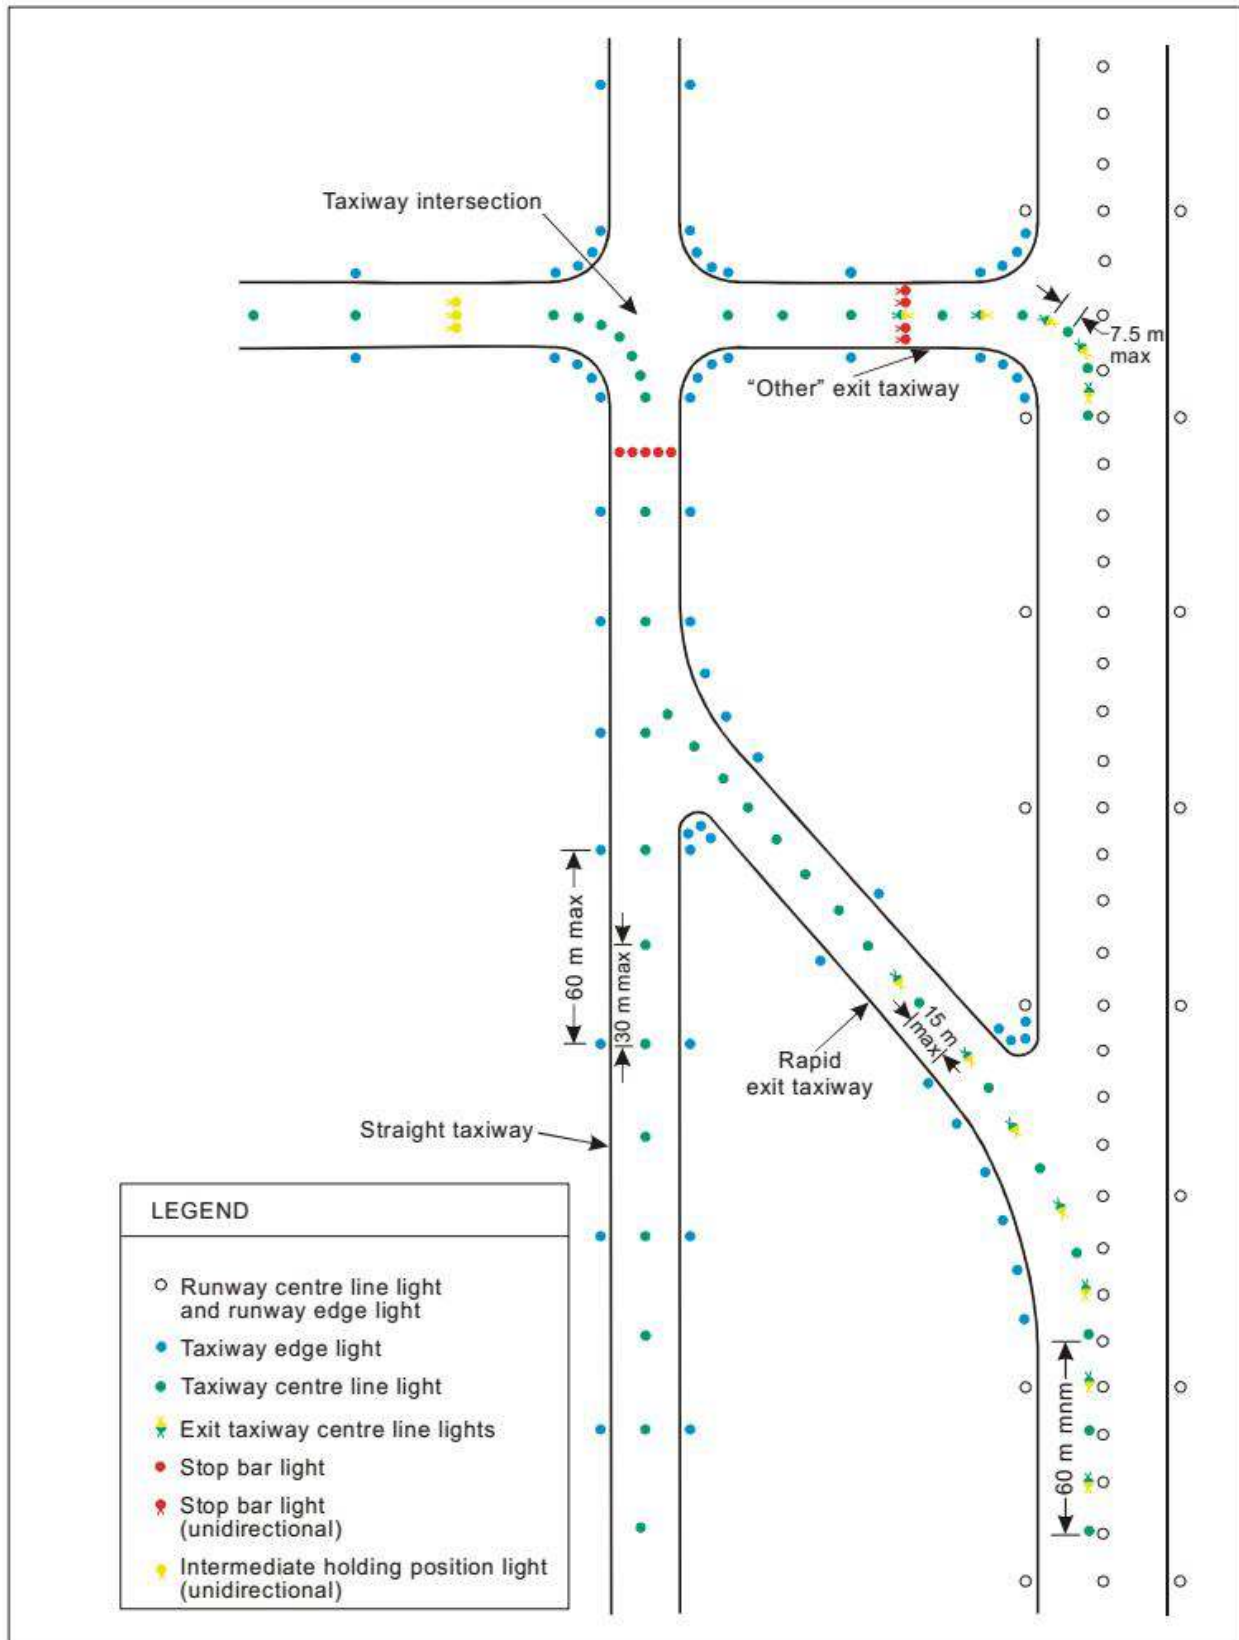 Taxiway intersection
7.5 m
max
“Other” exit taxiway
60 m max
30 m max
15 m
max
Rapid
exit taxiway
Straight taxiway
60 m mnm
LEGEND
Runway centre line light
and runway edge light
Taxiway edge light
Taxiway centre line light
Exit taxiway centre line lights
Stop bar light
Stop bar light
(unidirectional)
Intermediate holding position light
(unidirectional)